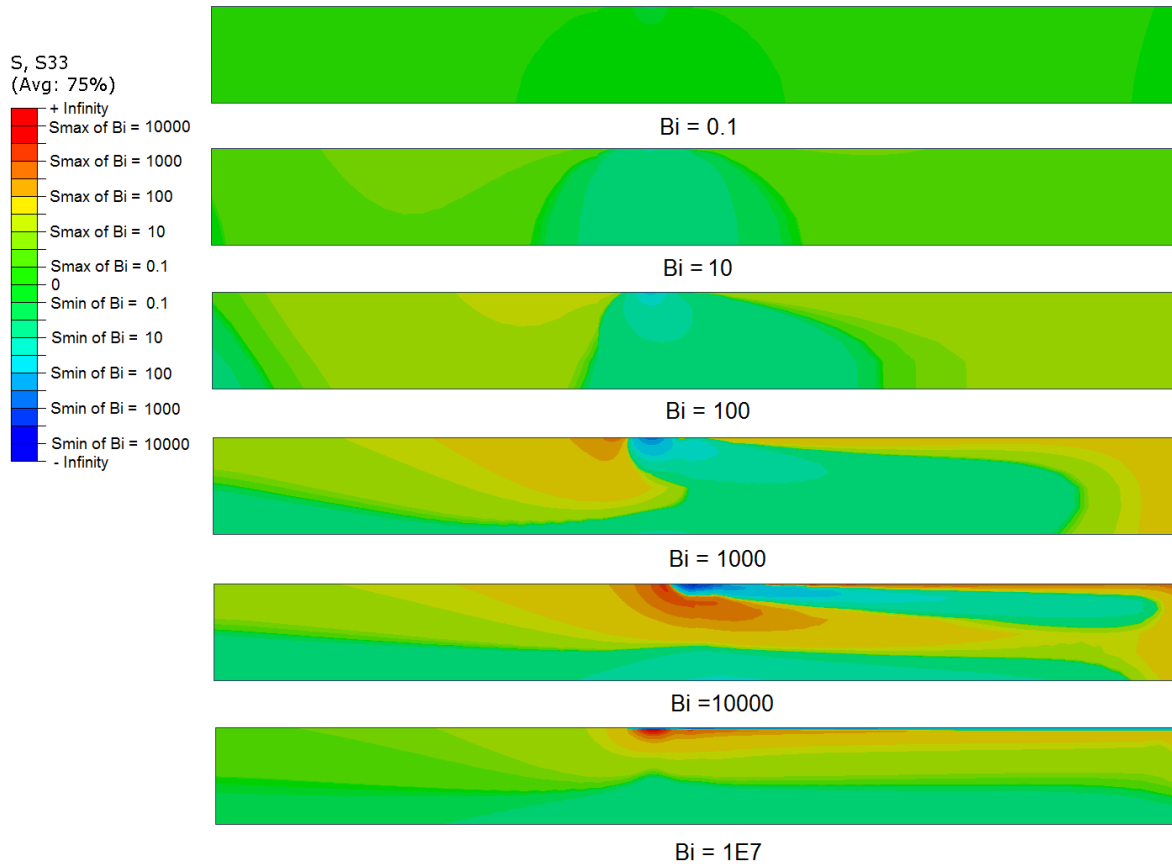 S, S33
(Avg: 75%)
+ Infinity
Smax of Bi = 10000
Smax of Bi = 1000
Smax of Bi = 100
Smax of Bi = 10
Smax of Bi = 0.1
0
Smin of Bi = 0.1
Smin of Bi = 10
Smin of Bi = 100
Smin of Bi = 1000
Smin of Bi = 10000
- Infinity
Bi = 0.1
Bi = 10
Bi = 100
Bi = 1000
Bi =10000
Bi = 1E7